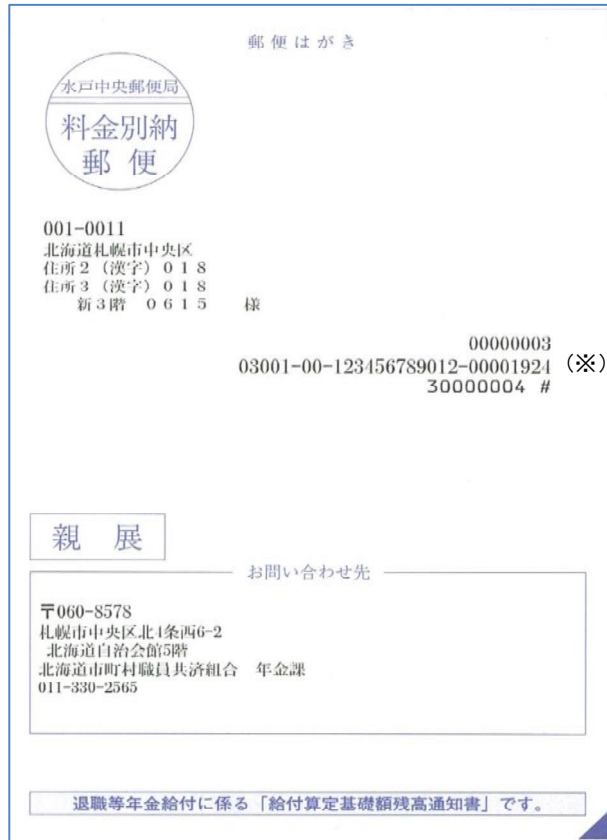 郵便はがき
水戸中央郵便局
料金別納
郵便
001-0011
北海道札幌市中央区
住所2（漢字）018
住所3（漢字）018
新3階　0615　様
00000003
03001-00-123456789012-00001924 (※)
30000004 #
親展
お問い合わせ先
〒060-8578
札幌市中央区北4条西6-2
北海道自治会館5階
北海道市町村職員共済組合　年金課
011-330-2565
退職等年金給付に係る「給付算定基礎額残高通知書」です。